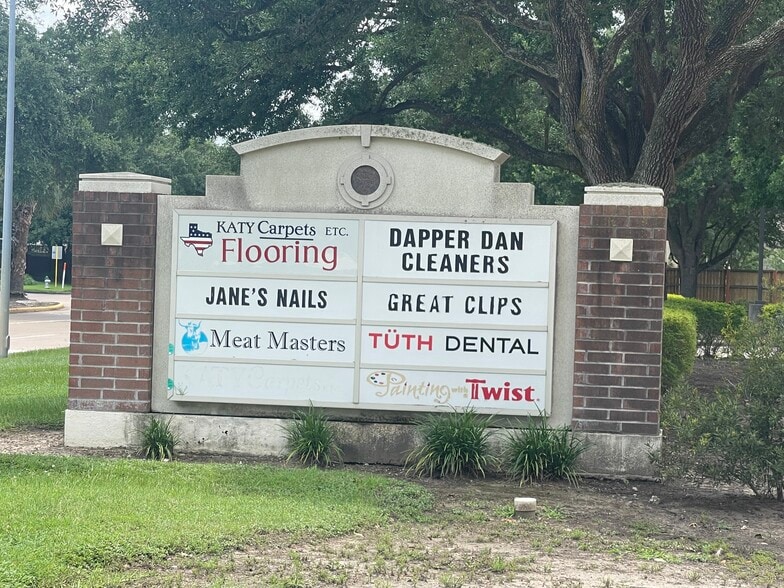 KATY Carpets ETC.
Flooring
JANE'S NAILS
Meat Masters
DAPPER DAN
CLEANERS
GREAT CLIPS
TÜTH DENTAL
Painting with a Twist